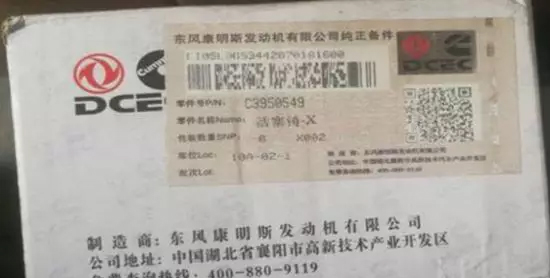 东风康明斯发动机有限公司纯正备件
DCEC
零件号P/N: C3950549
零件名称Name: 活塞销-X
包装数量SNP: 6 X002
库位Loc: 10A-02-1
批次Lot:
制造商:东风康明斯发动机有限公司
公司地址:中国湖北省襄阳市高新技术产业开发区
400-880-9119